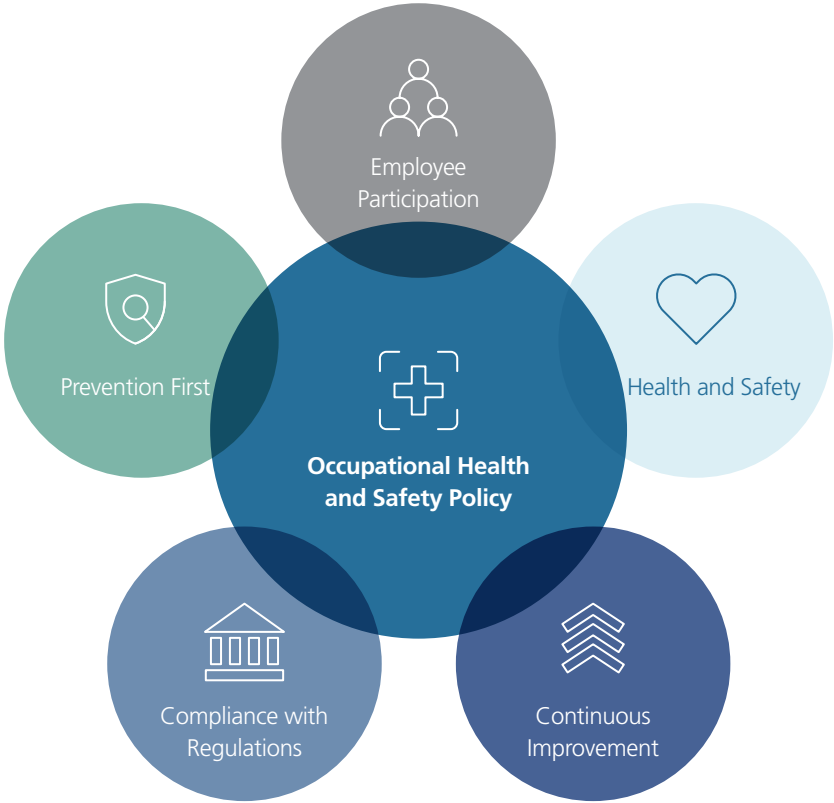 Employee
Participation
Prevention First
Health and Safety
Occupational Health
and Safety Policy
Compliance with
Regulations
Continuous
Improvement